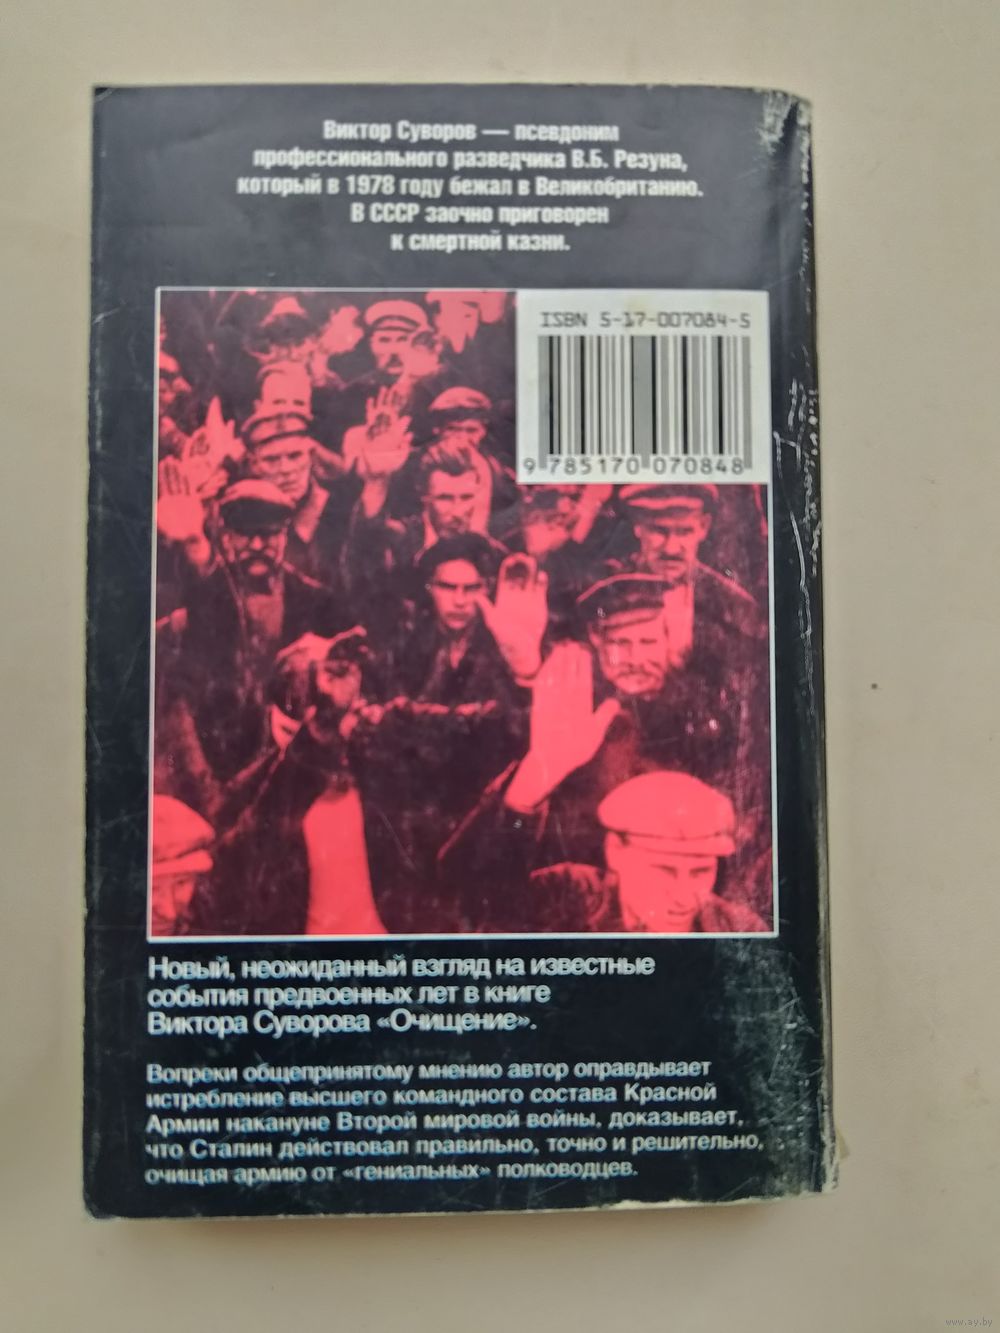 Виктор Суворов — псевдоним
профессионального разведчика В.Б. Резуна,
который в 1978 году бежал в Великобританию.
В СССР заочно приговорен
к смертной казни.
ISBN 5-17-007084-5
9 785170 070848
Новый, неожиданный взгляд на известные
события предвоенных лет в книге
Виктора Суворова «Очищение».
Вопреки общепринятому мнению автор оправдывает
истребление высшего командного состава Красной
Армии накануне Второй мировой войны, доказывает,
что Сталин действовал правильно, точно и решительно,
очищая армию от «гениальных» полководцев.
www.ay.by